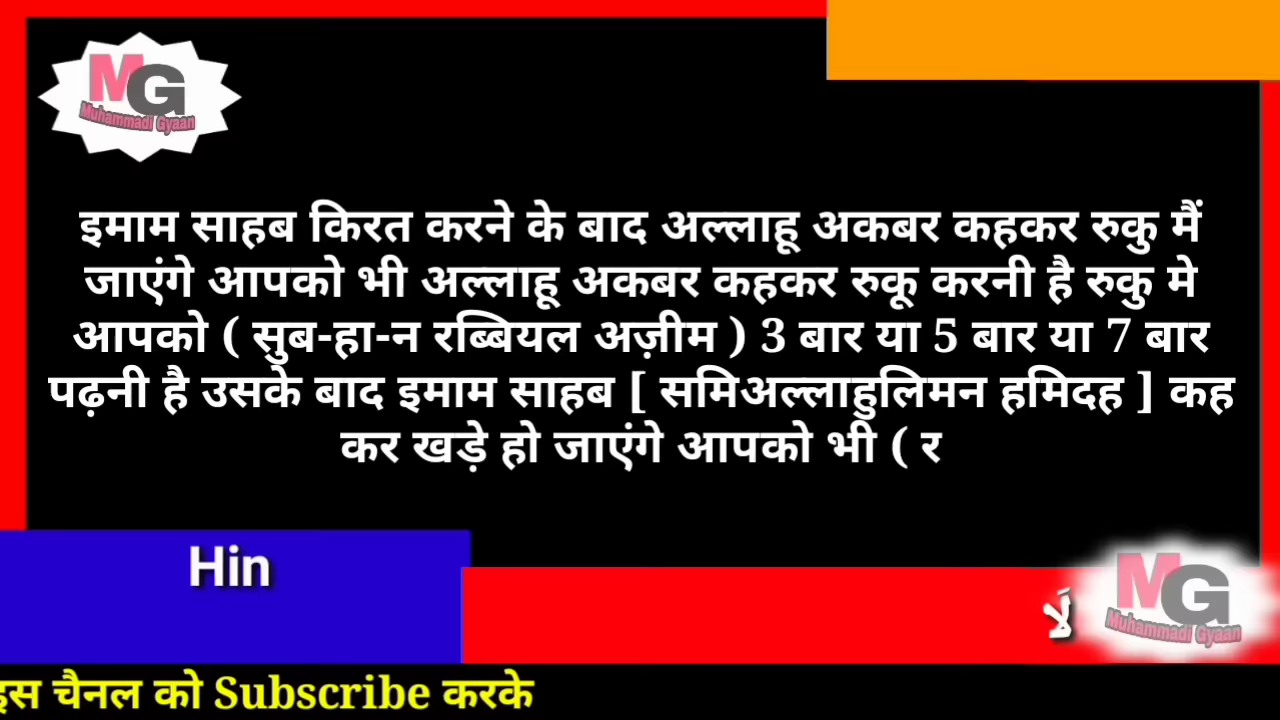 MG
Muhammadi Gyaan
इमाम साहब किरत करने के बाद अल्लाहू अकबर कहकर रुकु मैं
जाएंगे आपको भी अल्लाहू अकबर कहकर रुकू करनी है रुकु मे
आपको ( सुब-हा-न रब्बियल अज़ीम ) 3 बार या 5 बार या 7 बार
पढ़नी है उसके बाद इमाम साहब [ समिअल्लाहुलिमन हमिदह ] कह
कर खड़े हो जाएंगे आपको भी ( र
Hin
لَا
MG
Muhammadi Gyaan
इस चैनल को Subscribe करके